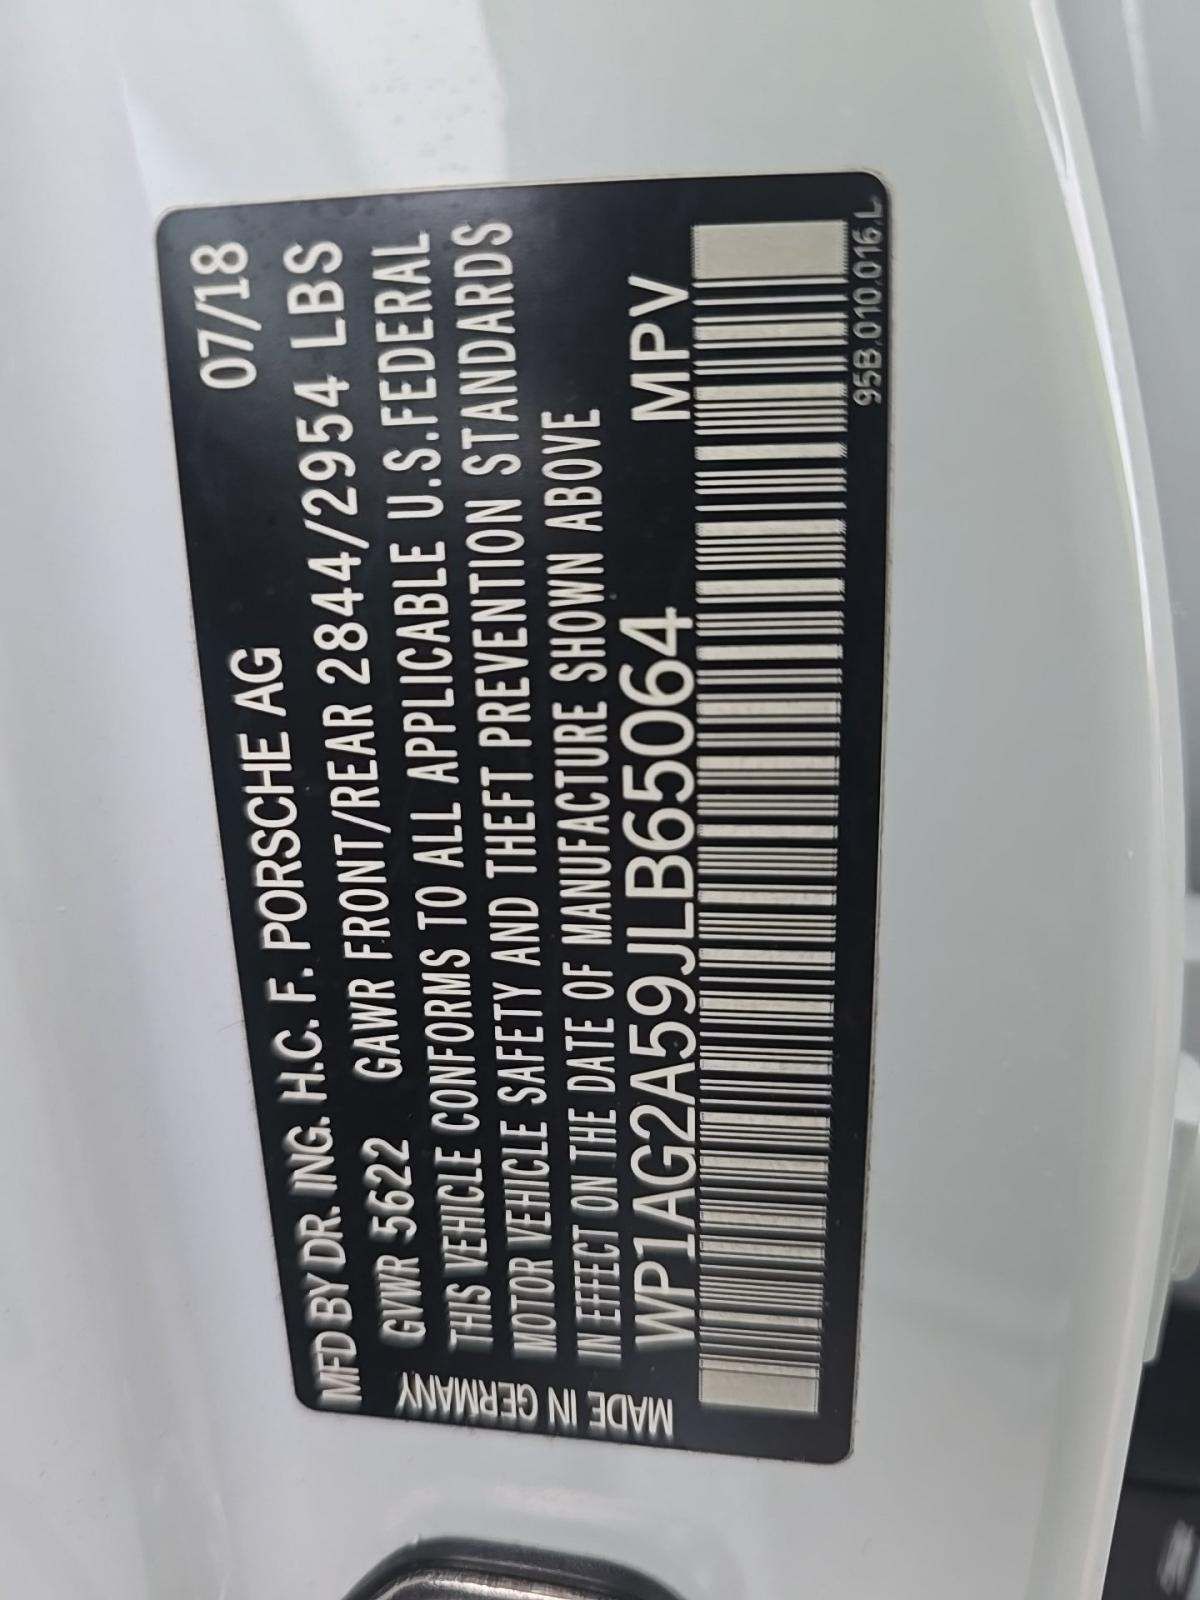 MFD BY DR. ING. H.C. F. PORSCHE AG 07/18
GVWR 5622 GAWR FRONT/REAR 2844/2954 LBS
THIS VEHICLE CONFORMS TO ALL APPLICABLE U.S.FEDERAL
MOTOR VEHICLE SAFETY AND THEFT PREVENTION STANDARDS
IN EFFECT ON THE DATE OF MANUFACTURE SHOWN ABOVE
WP1AG2A59JLB65064 MPV
MADE IN GERMANY
95B.010.016.L